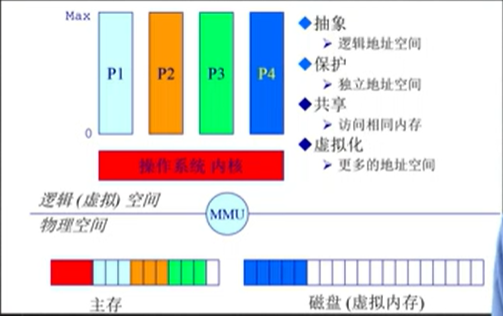 Max
P1 P2 P3 P4
0
操作系统 内核
◆抽象
➢ 逻辑地址空间
◆保护
➢ 独立地址空间
◆共享
➢ 访问相同内存
◆虚拟化
➢ 更多的地址空间
逻辑 (虚拟) 空间
物理空间
MMU
主存
磁盘 (虚拟内存)